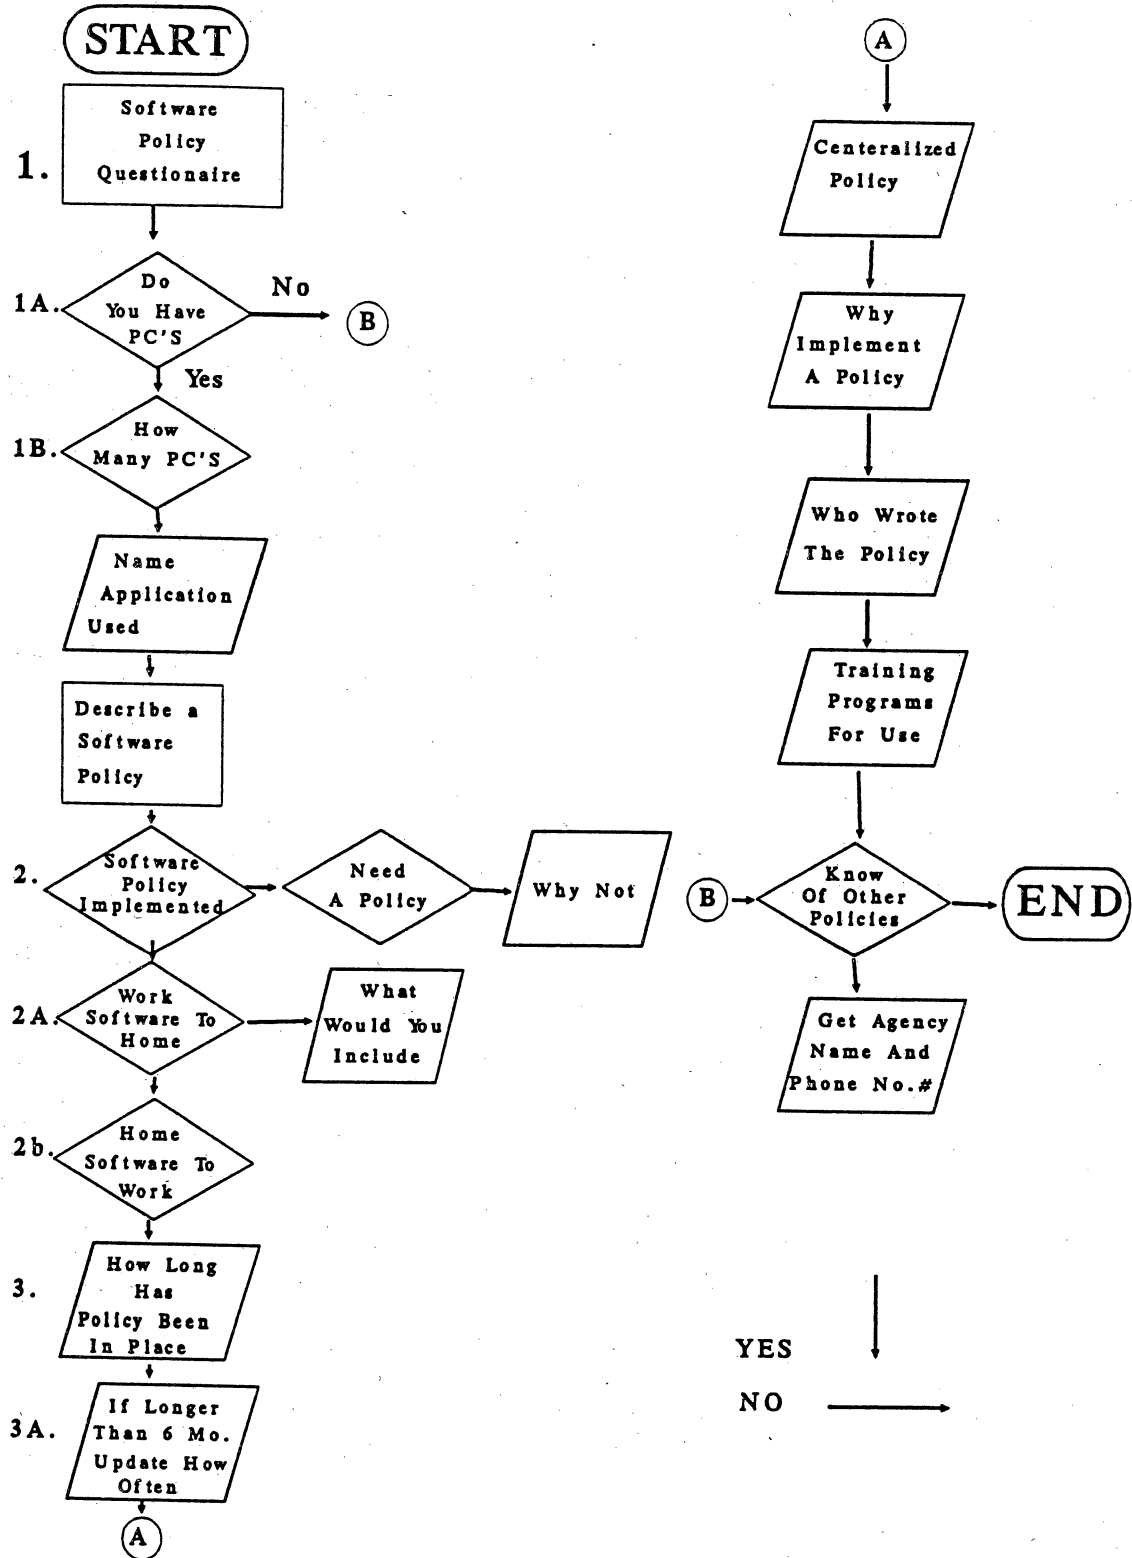 START
1.
Software
Policy
Questionaire
1A.
Do
You Have
PC'S
No
B
Yes
1B.
How
Many PC'S
Name
Application
Used
Describe a
Software
Policy
2.
Software
Policy
Implemented
Need
A Policy
Why Not
2A.
Work
Software To
Home
What
Would You
Include
2b.
Home
Software To
Work
3.
How Long
Has
Policy Been
In Place
3A.
If Longer
Than 6 Mo.
Update How
Often
A
A
Centeralized
Policy
Why
Implement
A Policy
Who Wrote
The Policy
Training
Programs
For Use
B
Know
Of Other
Policies
END
Get Agency
Name And
Phone No.#
YES
NO